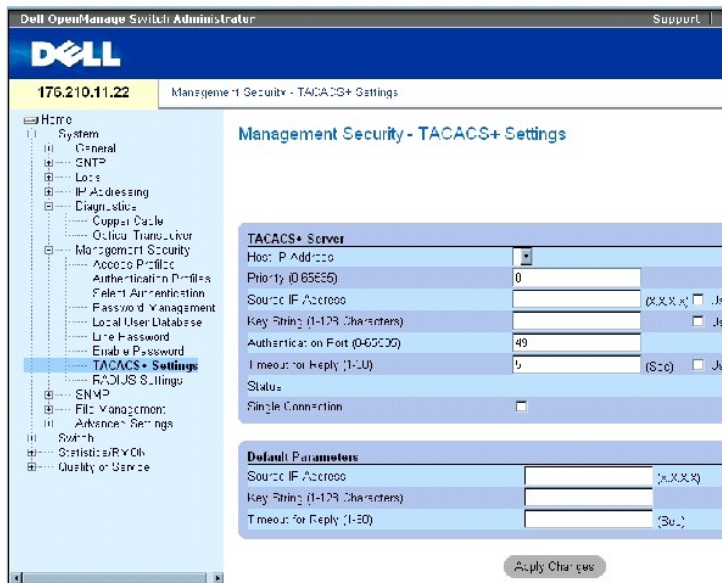 Dell OpenManage Switch Administrator
Support
DELL
176.210.11.22
Management Security - TACACS+ Settings
Home
System
General
SNTP
Logs
IP Addressing
Diagnostics
Copper Cable
Optical Transceiver
Management Security
Access Profiles
Authentication Profiles
Select Authentication
Password Management
Local User Database
Line Password
Enable Password
TACACS+ Settings
RADIUS Settings
SNMP
File Management
Advanced Settings
Switch
Statistics/RMON
Quality of Service
Management Security - TACACS+ Settings
TACACS+ Server
Host IP Address
Priority (0-65535) 0
Source IP Address (X.X.X.X) Us
Key String (1-128 Characters) Us
Authentication Port (0-65535) 49
Timeout for Reply (1-30) 5 (Sec) Us
Status
Single Connection
Default Parameters
Source IP Address (X.X.X.X)
Key String (1-128 Characters)
Timeout for Reply (1-30) (Sec)
Apply Changes